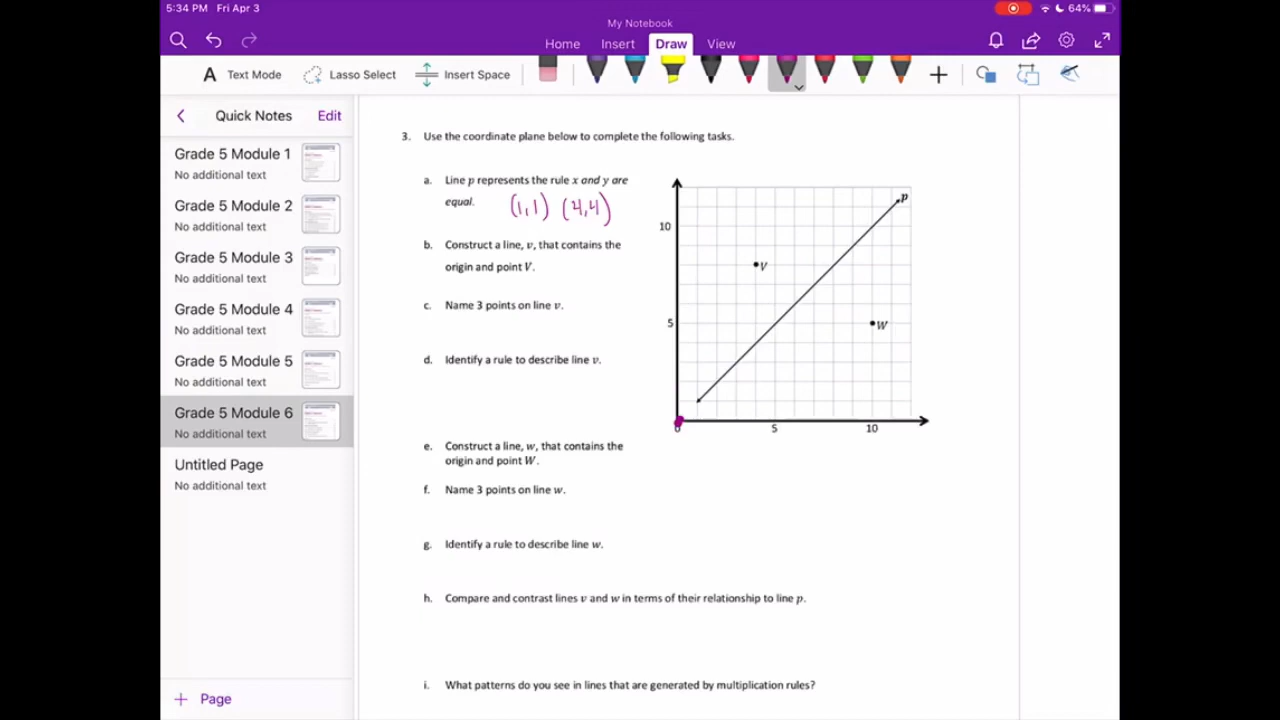 5:34 PM Fri Apr 3
64%
My Notebook
Home Insert Draw View
Text Mode
Lasso Select
Insert Space
Quick Notes
Edit
Grade 5 Module 1
No additional text
Grade 5 Module 2
No additional text
Grade 5 Module 3
No additional text
Grade 5 Module 4
No additional text
Grade 5 Module 5
No additional text
Grade 5 Module 6
No additional text
Untitled Page
No additional text
+ Page
3. Use the coordinate plane below to complete the following tasks.
a. Line p represents the rule x and y are
equal. (1,1) (4,4)
b. Construct a line, v, that contains the
origin and point V.
c. Name 3 points on line v.
d. Identify a rule to describe line v.
e. Construct a line, w, that contains the
origin and point W.
f. Name 3 points on line w.
g. Identify a rule to describe line w.
h. Compare and contrast lines v and w in terms of their relationship to line p.
i. What patterns do you see in lines that are generated by multiplication rules?
p
10
V
5
W
0
5
10